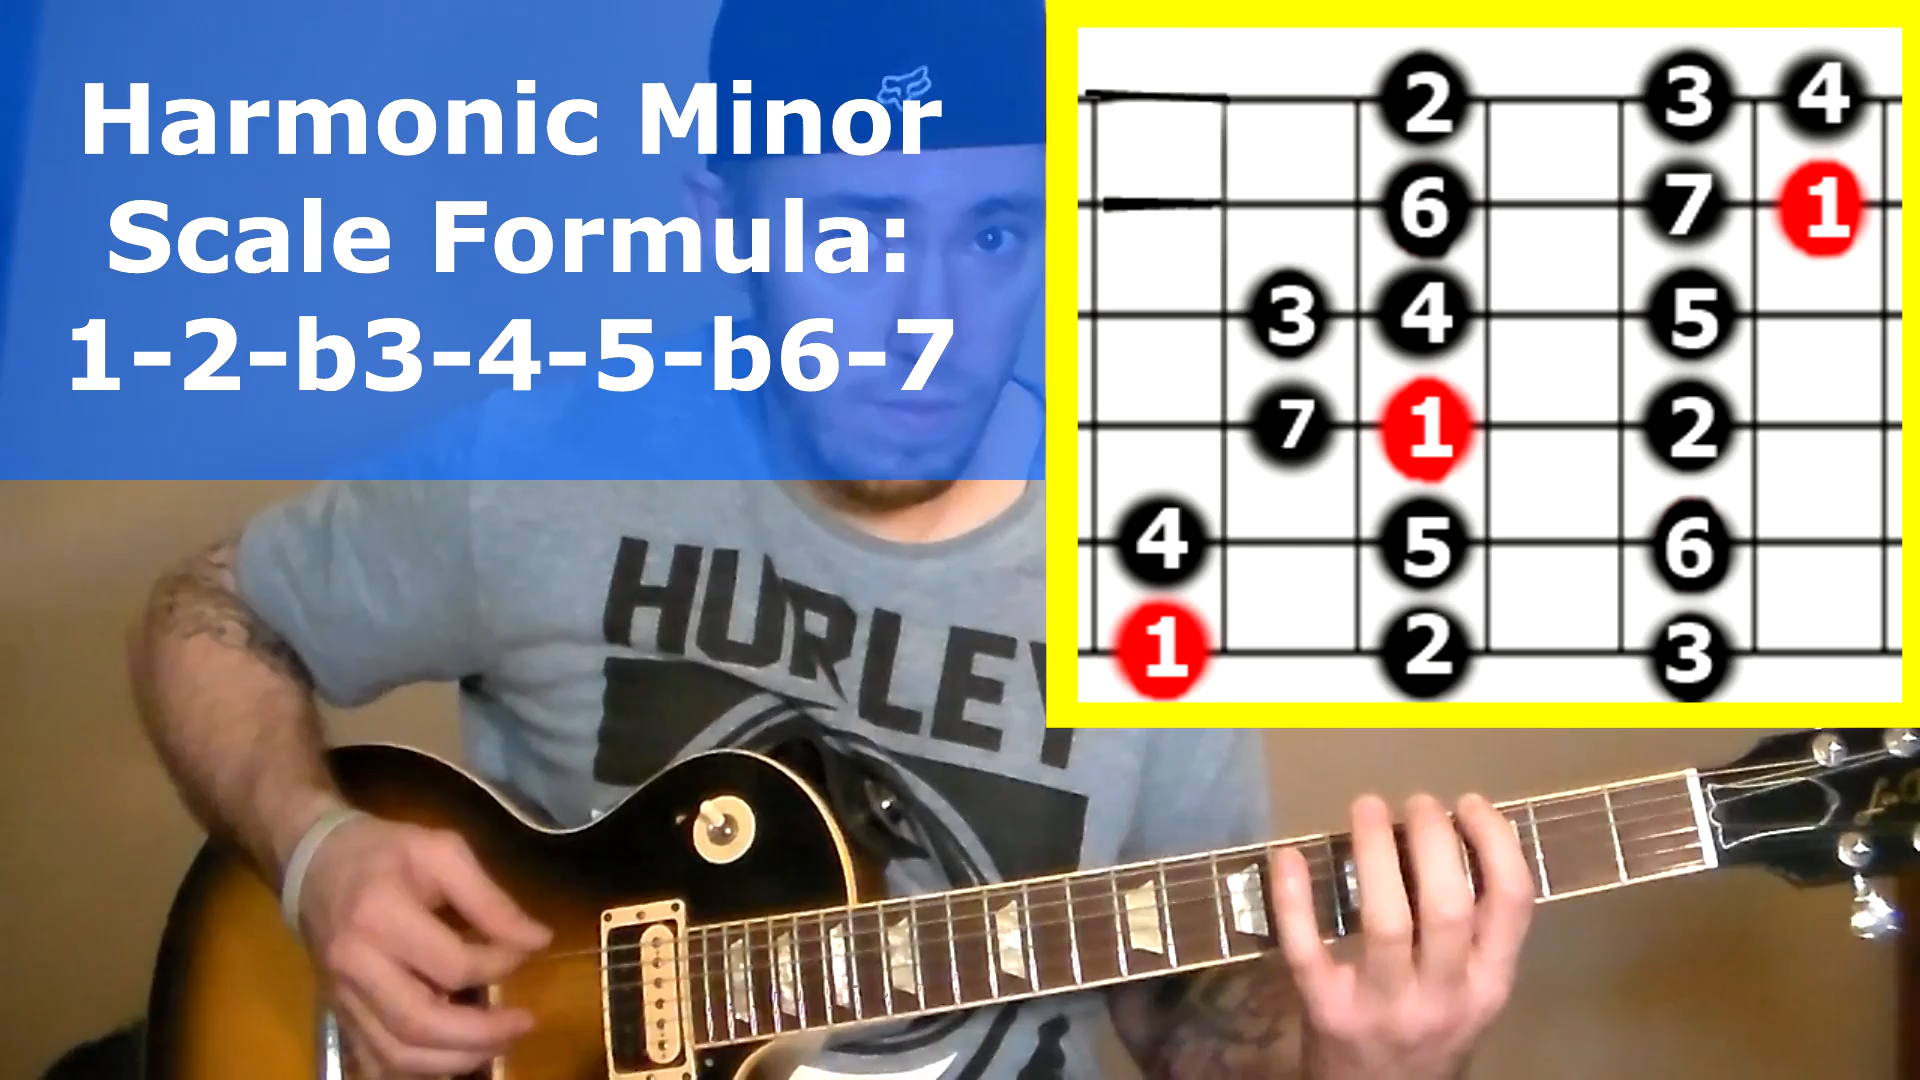 Harmonic Minor
Scale Formula:
1-2-b3-4-5-b6-7
2 3 4
6 7 1
3 4 5
7 1 2
4 5 6
1 2 3
HURLEY